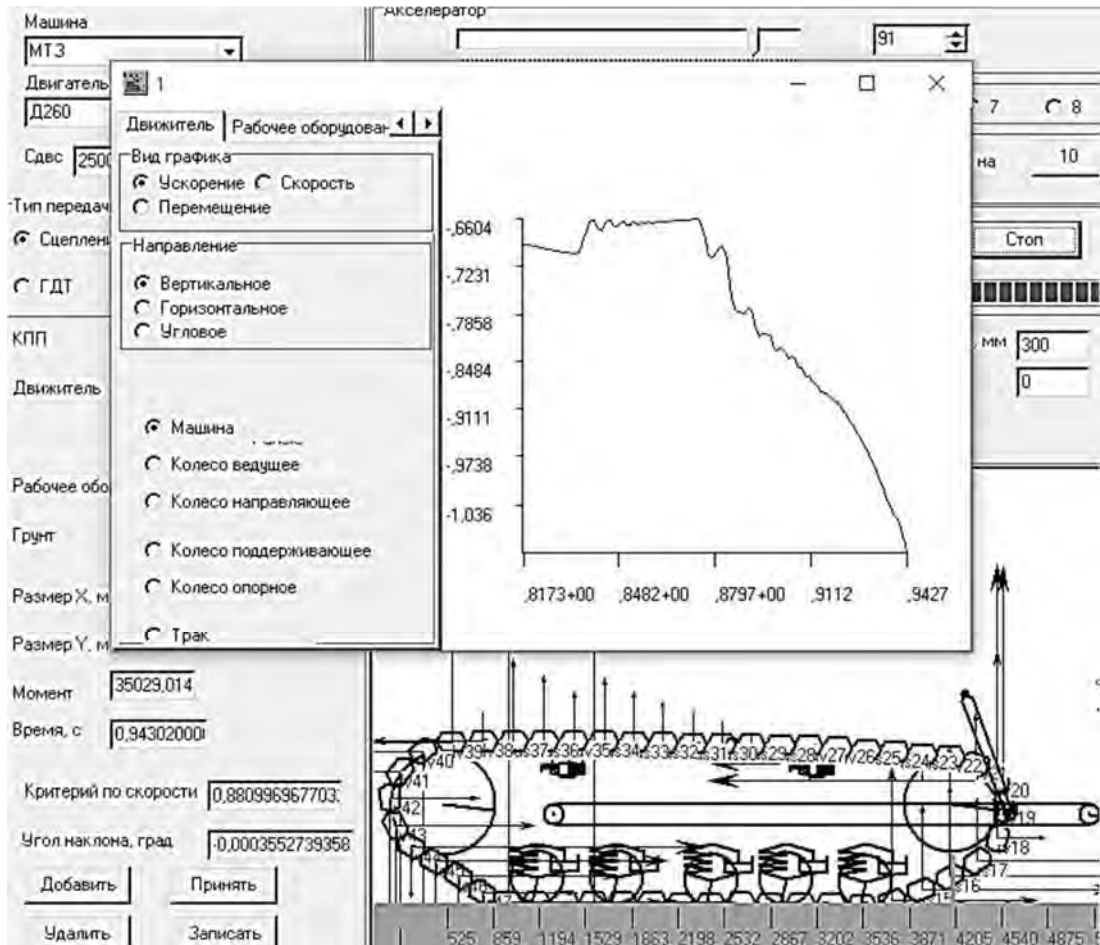 Машина
МТЗ
Двигатель
Д260
Сдвс 2500
Тип передач
Сцеплени
ГДТ
КПП
Движитель
Рабочее обо
Грунт
Размер X, м
Размер Y, м
Момент 35029,014
Время, с 0,94302000
Критерий по скорости 0,88099696770
Угол наклона, град -0,0003552739358
Добавить Принять
Удалить Записать
Акселератор
91
7 8
на 10
Стоп
мм 300
0
1
Движитель Рабочее оборудован
Вид графика
Ускорение Скорость
Перемещение
Направление
Вертикальное
Горизонтальное
Угловое
Машина
Колесо ведущее
Колесо направляющее
Колесо поддерживающее
Колесо опорное
Трак
-,6604
-,7231
-,7858
-,8484
-,9111
-,9738
-1,036
,8173+00 ,8482+00 ,8797+00 ,9112 ,9427
525 859 1194 1529 1863 2198 2532 2867 3202 3536 3871 4205 4540 4875